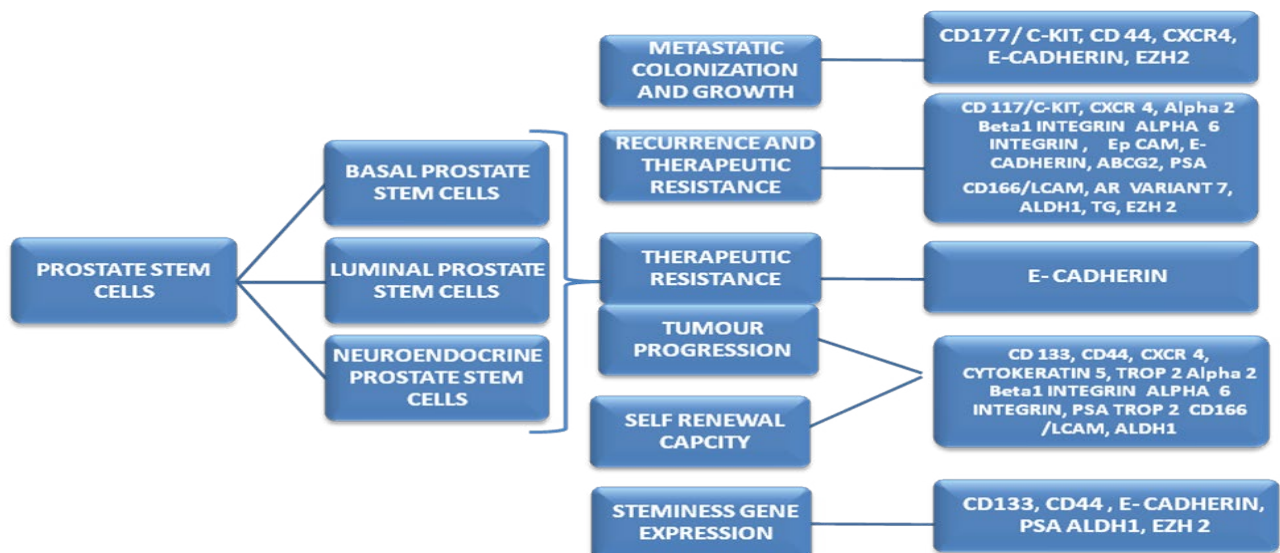 PROSTATE STEM
CELLS
BASAL PROSTATE
STEM CELLS
LUMINAL PROSTATE
STEM CELLS
NEUROENDOCRINE
PROSTATE STEM
CELLS
METASTATIC
COLONIZATION
AND GROWTH
CD177/ C-KIT, CD 44, CXCR4,
E-CADHERIN, EZH2
RECURRENCE AND
THERAPEUTIC
RESISTANCE
CD 117/C-KIT, CXCR 4, Alpha 2
Beta1 INTEGRIN ALPHA 6
INTEGRIN , Ep CAM, E-
CADHERIN, ABCG2, PSA
CD166/LCAM, AR VARIANT 7,
ALDH1, TG, EZH 2
THERAPEUTIC
RESISTANCE
E- CADHERIN
TUMOUR
PROGRESSION
SELF RENEWAL
CAPCITY
CD 133, CD44, CXCR 4,
CYTOKERATIN 5, TROP 2 Alpha 2
Beta1 INTEGRIN ALPHA 6
INTEGRIN, PSA TROP 2 CD166
/LCAM, ALDH1
STEMINESS GENE
EXPRESSION
CD133, CD44 , E- CADHERIN,
PSA ALDH1, EZH 2